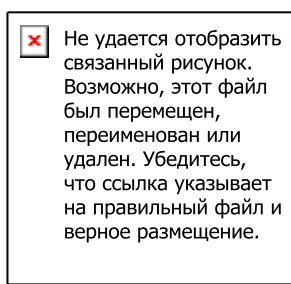 Не удается отобразить
связанный рисунок.
Возможно, этот файл
был перемещен,
переименован или
удален. Убедитесь,
что ссылка указывает
на правильный файл и
верное размещение.